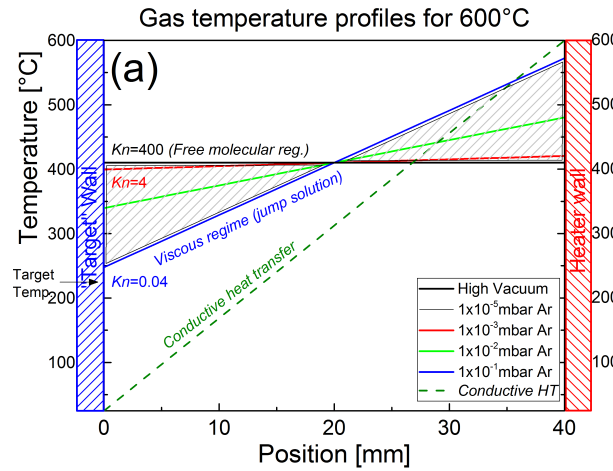 Gas temperature profiles for 600°C
(a)
Temperature [°C]
600
500
400
300
200
100
"Target" Wall
Target
Temp.
Kn=400 (Free molecular reg.)
Kn=4
Kn=0.04
Viscous regime (jump solution)
Conductive heat transfer
High Vacuum
1x10⁻⁵mbar Ar
1x10⁻³mbar Ar
1x10⁻²mbar Ar
1x10⁻¹mbar Ar
Conductive HT
Heater wall
600
500
400
300
200
100
0
10
20
30
40
Position [mm]